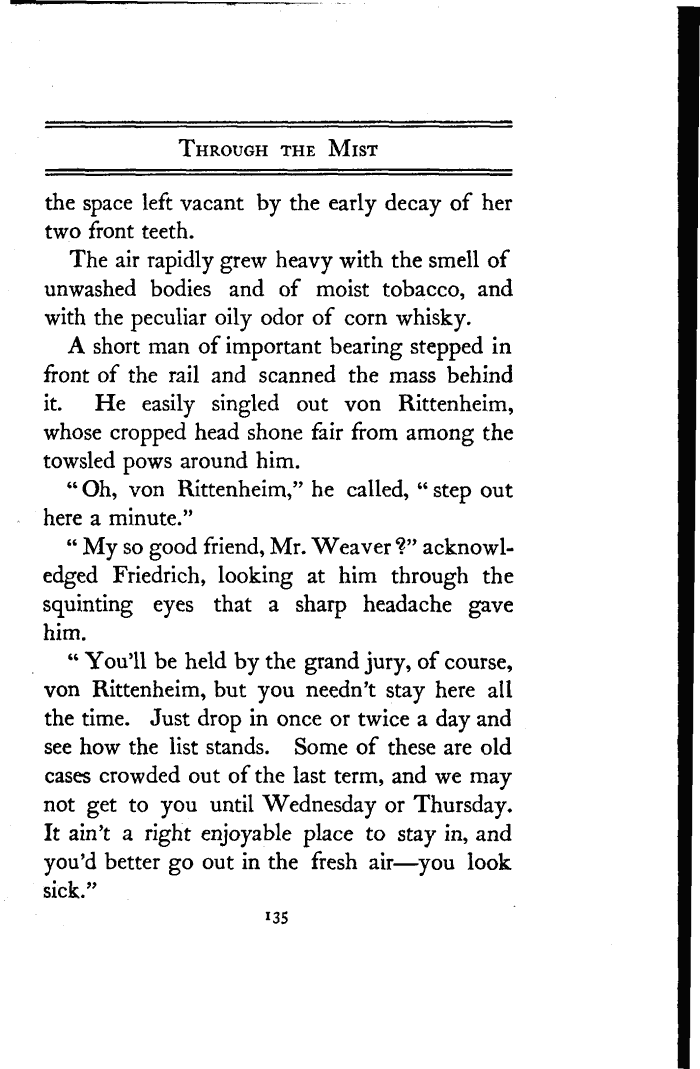 Through the Mist
the space left vacant by the early decay of her
two front teeth.
The air rapidly grew heavy with the smell of
unwashed bodies and of moist tobacco, and
with the peculiar oily odor of corn whisky.
A short man of important bearing stepped in
front of the rail and scanned the mass behind
it. He easily singled out von Rittenheim,
whose cropped head shone fair from among the
towsled pows around him.
“Oh, von Rittenheim,” he called, “step out
here a minute.”
“My so good friend, Mr. Weaver?” acknowl-
edged Friedrich, looking at him through the
squinting eyes that a sharp headache gave
him.
“You'll be held by the grand jury, of course,
von Rittenheim, but you needn't stay here all
the time. Just drop in once or twice a day and
see how the list stands. Some of these are old
cases crowded out of the last term, and we may
not get to you until Wednesday or Thursday.
It ain't a right enjoyable place to stay in, and
you'd better go out in the fresh air—you look
sick.”
135